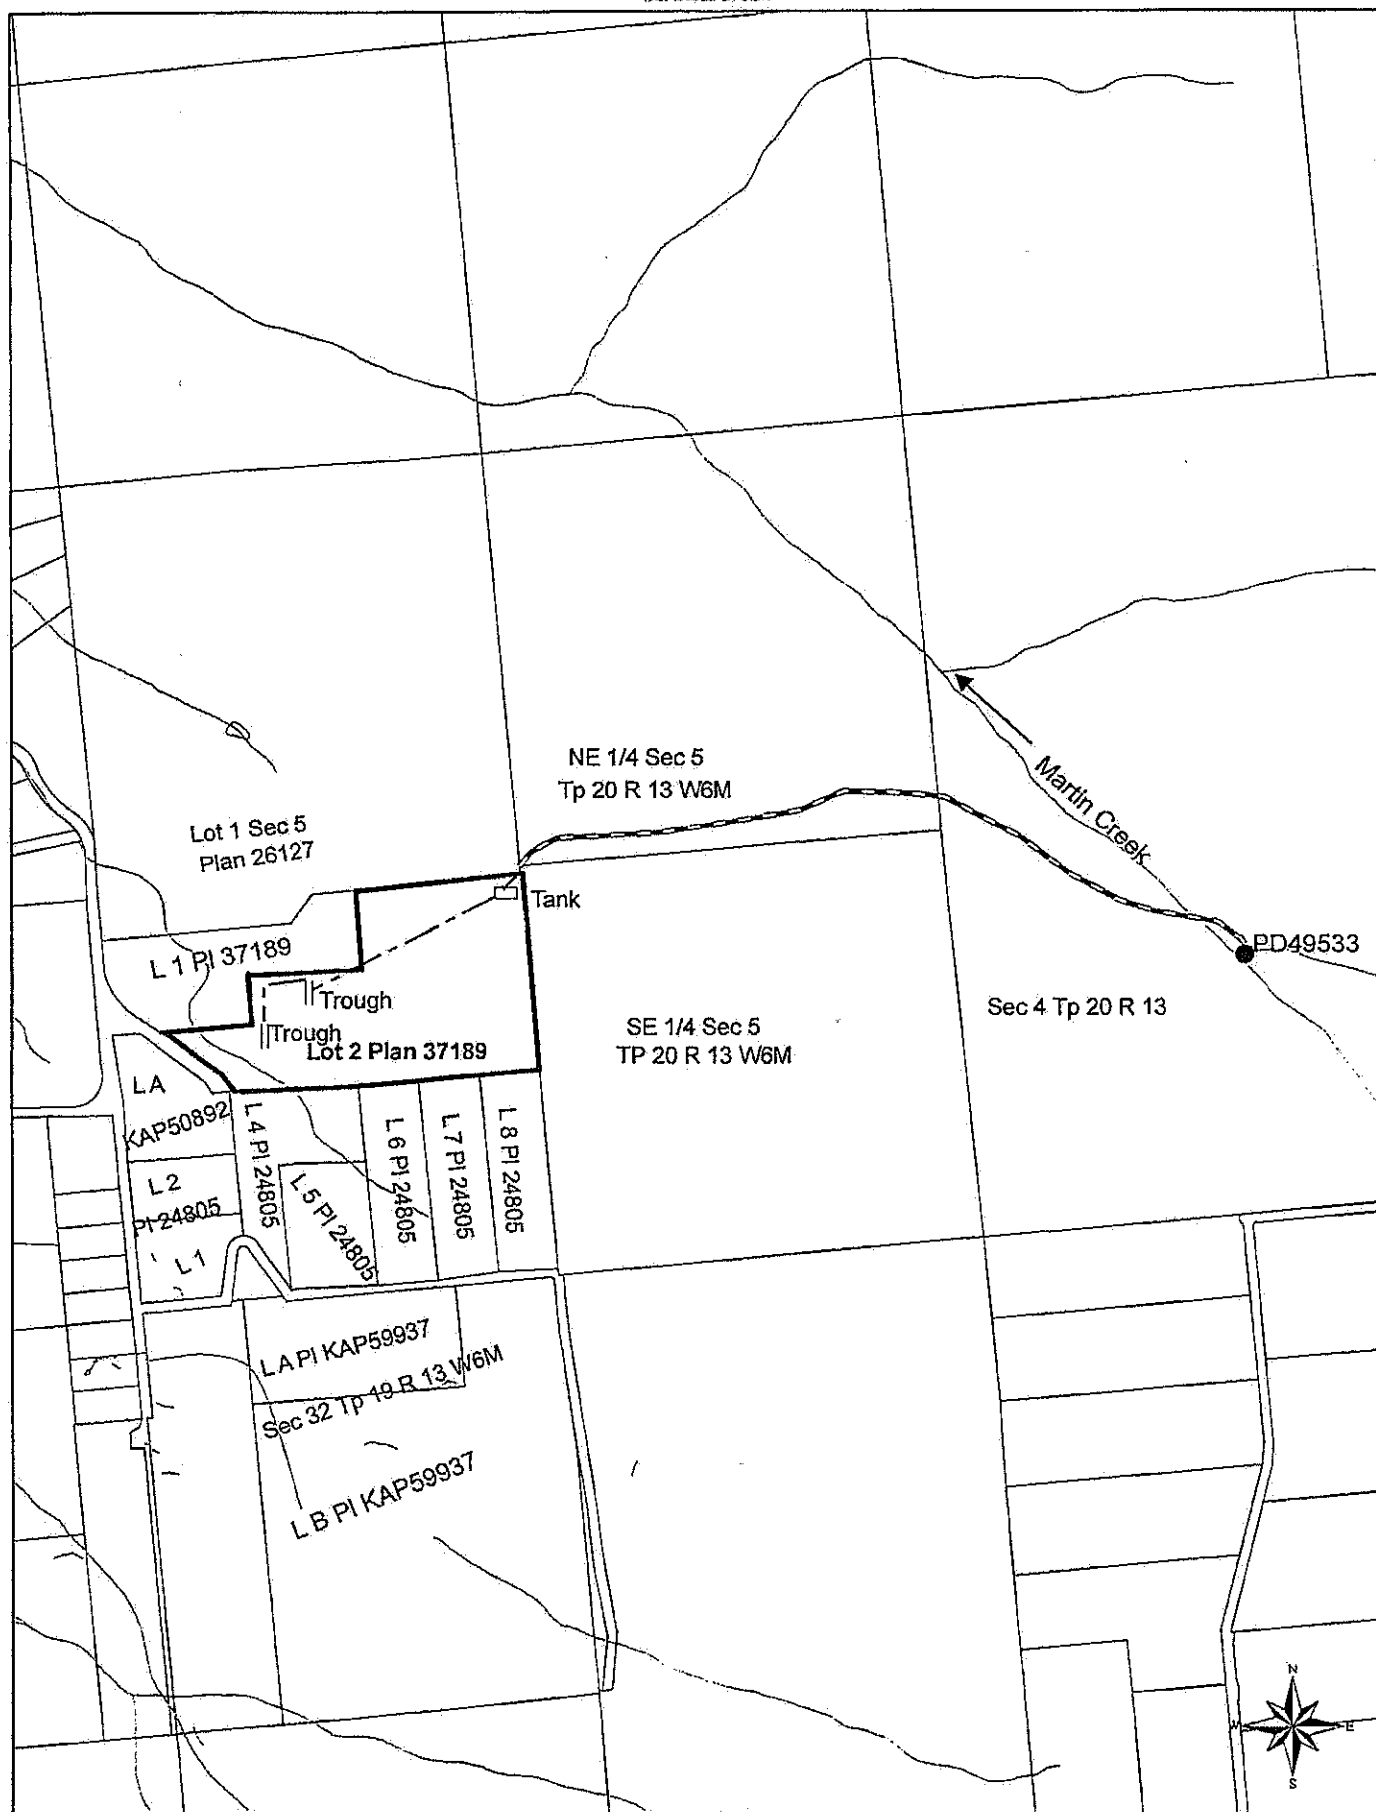 NE 1/4 Sec 5
Tp 20 R 13 W6M
Martin Creek
Lot 1 Sec 5
Plan 26127
Tank
PD49533
L 1 Pl 37189
Trough
Trough
Lot 2 Plan 37189
SE 1/4 Sec 5
TP 20 R 13 W6M
Sec 4 Tp 20 R 13
L A
KAP50892
L 4 Pl 24805
L 5 Pl 24805
L 6 Pl 24805
L 7 Pl 24805
L 8 Pl 24805
L 2
Pl 24805
L 1
L A Pl KAP59937
Sec 32 Tp 19 R 13 W6M
L B Pl KAP59937
N
W
E
S